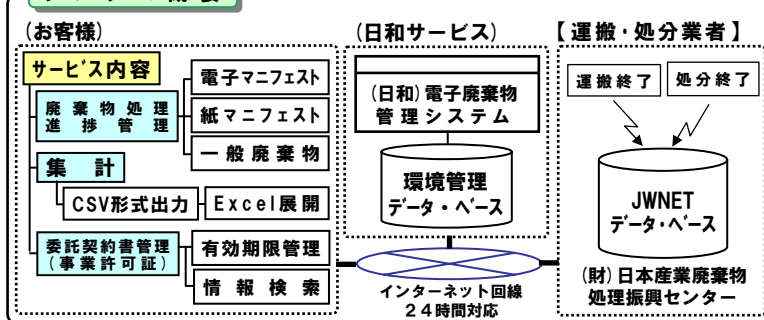 (お客様)
サービス内容
廃棄物処理
進捗管理
電子マニフェスト
紙マニフェスト
一般廃棄物
集計
CSV形式出力
Excel展開
委託契約書管理
(事業許可証)
有効期限管理
情報検索
(日和サービス)
(日和)電子廃棄物
管理システム
環境管理
データ・ベース
インターネット回線
24時間対応
【運搬・処分業者】
運搬終了
処分終了
JWNET
データ・ベース
(財)日本産業廃棄物
処理振興センター